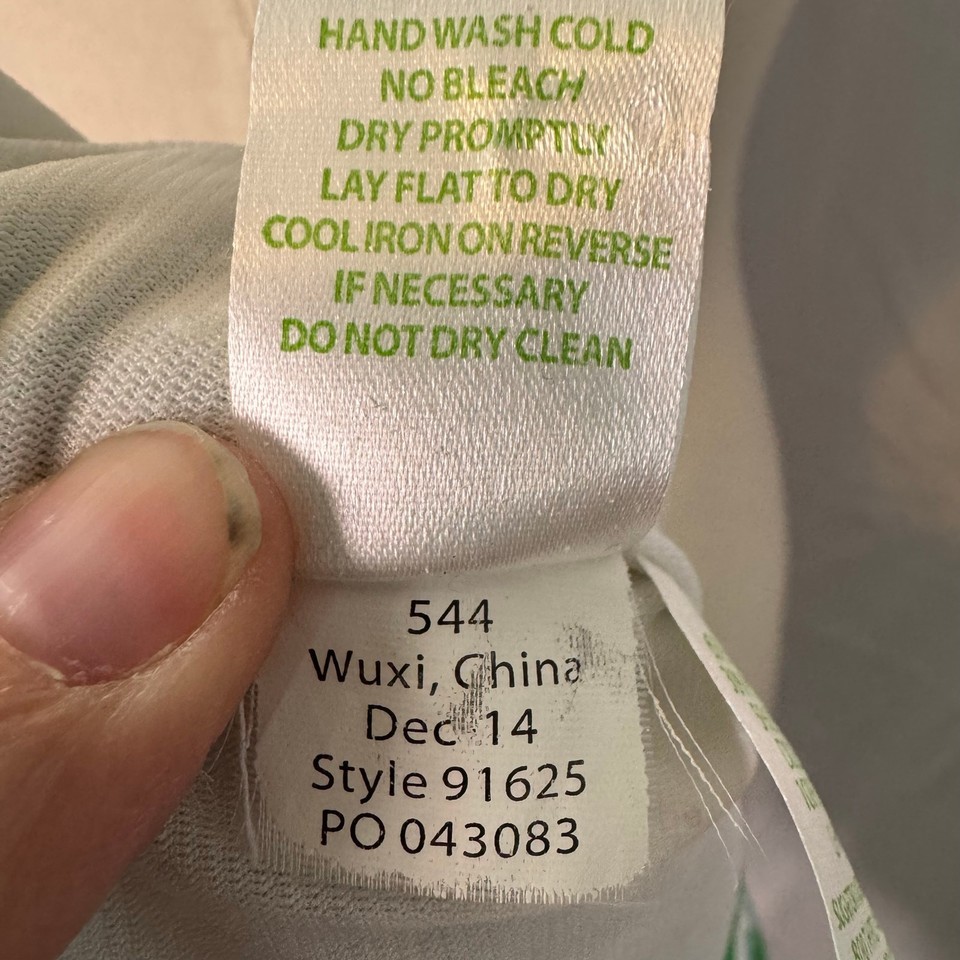 HAND WASH COLD
NO BLEACH
DRY PROMPTLY
LAY FLAT TO DRY
COOL IRON ON REVERSE
IF NECESSARY
DO NOT DRY CLEAN
544
Wuxi, China
Dec 14
Style 91625
PO 043083